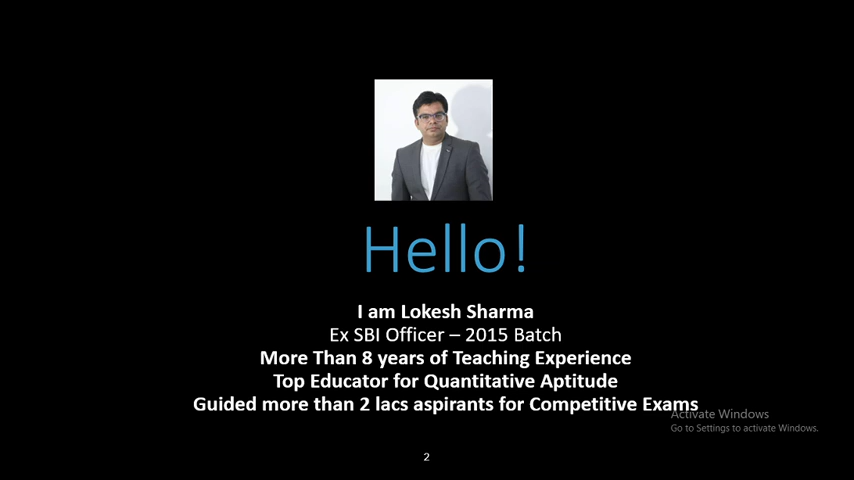 Hello!
I am Lokesh Sharma
Ex SBI Officer – 2015 Batch
More Than 8 years of Teaching Experience
Top Educator for Quantitative Aptitude
Guided more than 2 lacs aspirants for Competitive Exams
Activate Windows
Go to Settings to activate Windows.
2